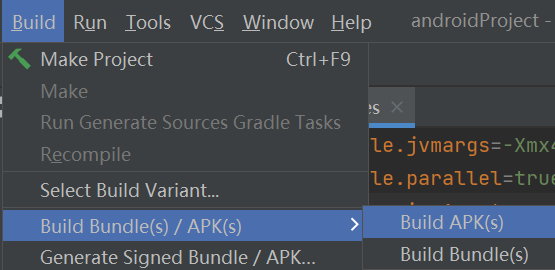 Build Run Tools VCS Window Help androidProject -
Make Project Ctrl+F9
Make
es ×
Run Generate Sources Gradle Tasks
le.jvmargs=-Xmx4
Recompile
le.parallel=true
Select Build Variant...
Build Bundle(s) / APK(s)
Build APK(s)
Generate Signed Bundle / APK...
Build Bundle(s)